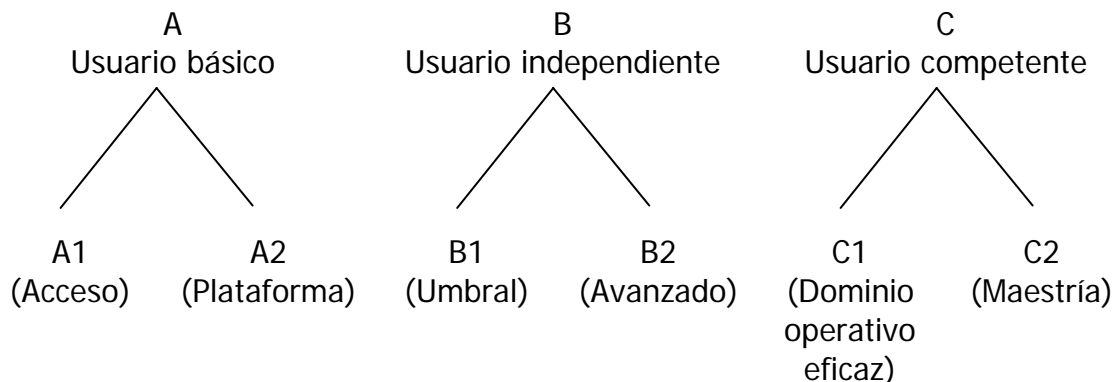 A
Usuario básico
B
Usuario independiente
C
Usuario competente
A1
(Acceso)
A2
(Plataforma)
B1
(Umbral)
B2
(Avanzado)
C1
(Dominio
operativo
eficaz)
C2
(Maestría)